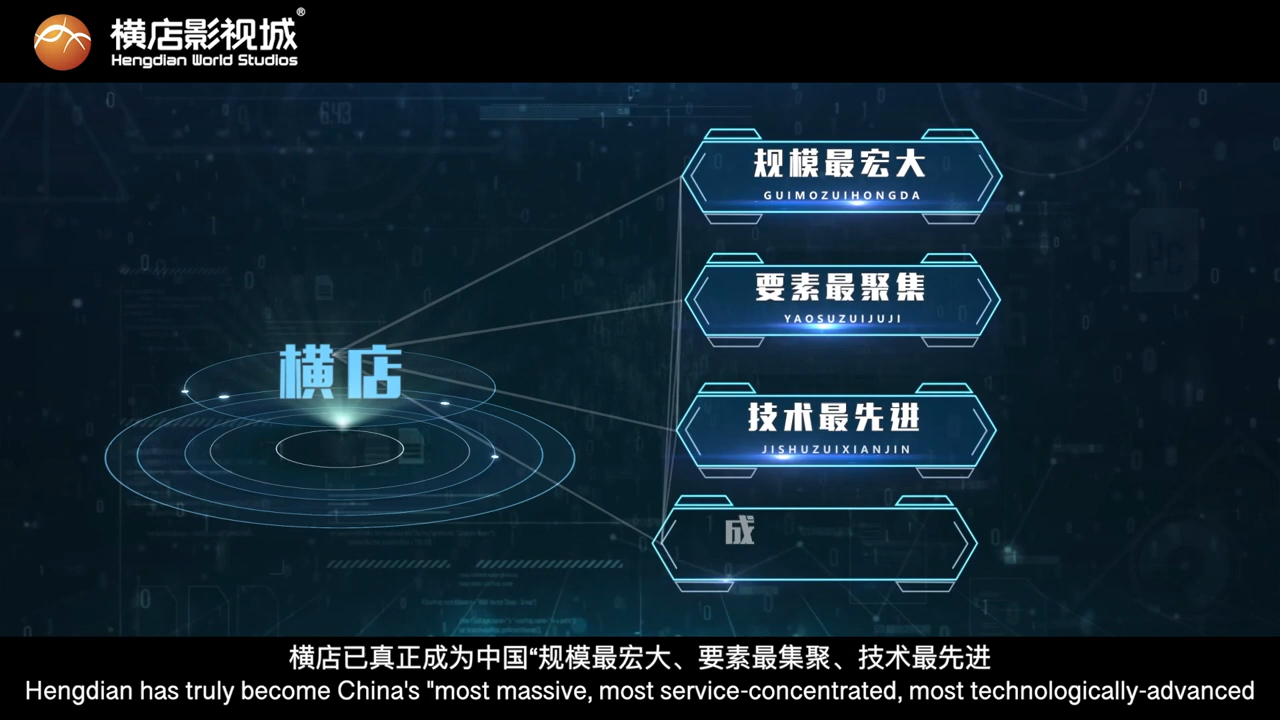 横店影视城®
Hengdian World Studios
规模最宏大
GUIMOZUIHONGDA
要素最聚集
YAOSUZUIJUJI
横店
技术最先进
JISHUZUIXIANJIN
成
横店已真正成为中国“规模最宏大、要素最集聚、技术最先进
Hengdian has truly become China's "most massive, most service-concentrated, most technologically-advanced